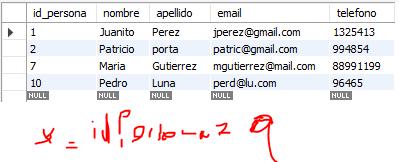 id_persona nombre apellido email telefono
1 Juanito Perez jperez@gmail.com 1325413
2 Patricio porta patric@gmail.com 994854
7 Maria Gutierrez mgutierrez@mail.com 88991199
10 Pedro Luna perd@lu.com 96465
NULL NULL NULL NULL NULL
x =